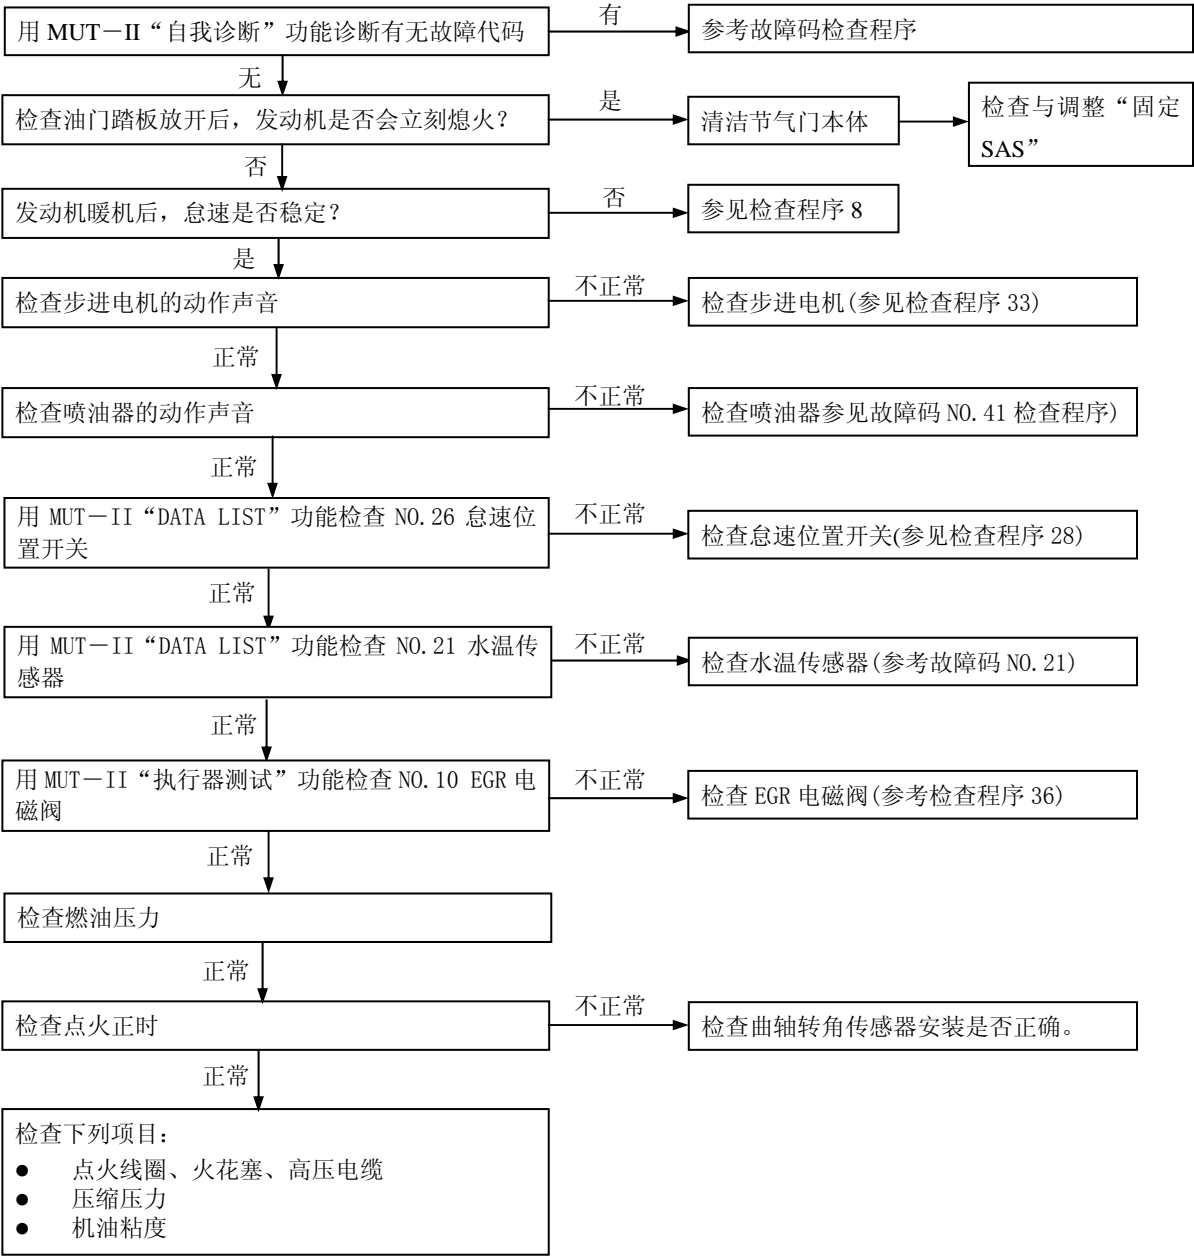 用 MUT－II“自我诊断”功能诊断有无故障代码
有
参考故障码检查程序
无
检查油门踏板放开后，发动机是否会立刻熄火？
是
清洁节气门本体
检查与调整“固定
SAS”
否
发动机暖机后，怠速是否稳定？
否
参见检查程序 8
是
检查步进电机的动作声音
不正常
检查步进电机(参见检查程序 33)
正常
检查喷油器的动作声音
不正常
检查喷油器参见故障码 NO.41 检查程序)
正常
用 MUT－II“DATA LIST”功能检查 NO.26 怠速位
置开关
不正常
检查怠速位置开关(参见检查程序 28)
正常
用 MUT－II“DATA LIST”功能检查 NO.21 水温传
感器
不正常
检查水温传感器(参考故障码 NO.21)
正常
用 MUT－II“执行器测试”功能检查 NO.10 EGR 电
磁阀
不正常
检查 EGR 电磁阀(参考检查程序 36)
正常
检查燃油压力
正常
检查点火正时
不正常
检查曲轴转角传感器安装是否正确。
正常
检查下列项目：
● 点火线圈、火花塞、高压电缆
● 压缩压力
● 机油粘度